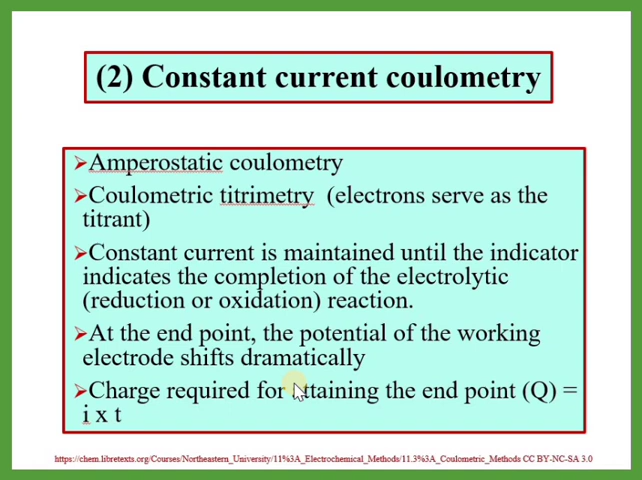 (2) Constant current coulometry
➢Amperostatic coulometry
➢Coulometric titrimetry (electrons serve as the
titrant)
➢Constant current is maintained until the indicator
indicates the completion of the electrolytic
(reduction or oxidation) reaction.
➢At the end point, the potential of the working
electrode shifts dramatically
➢Charge required for attaining the end point (Q) =
i x t
https://chem.libretexts.org/Courses/Northeastern_University/11%3A_Electrochemical_Methods/11.3%3A_Coulometric_Methods CC BY-NC-SA 3.0